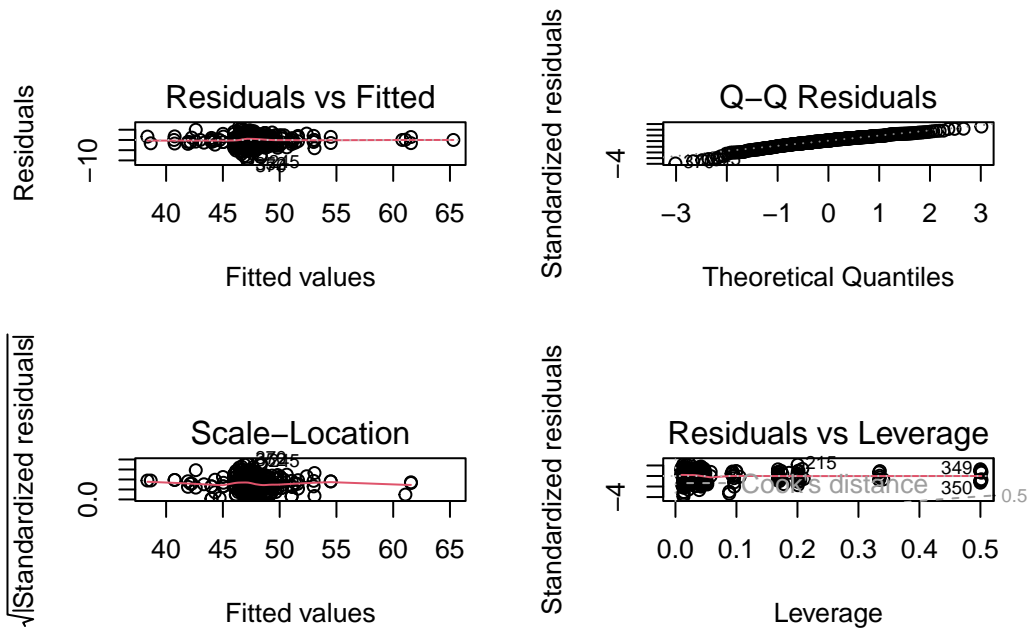 Residuals vs Fitted
Residuals
−10
215
370
40 45 50 55 60 65
Fitted values
Q−Q Residuals
Standardized residuals
−4
−3 −1 0 1 2 3
Theoretical Quantiles
Scale−Location
√|Standardized residuals|
0.0
40 45 50 55 60 65
Fitted values
Residuals vs Leverage
Standardized residuals
−4
215
349
350
Cook's distance
0.5
0.0 0.1 0.2 0.3 0.4 0.5
Leverage